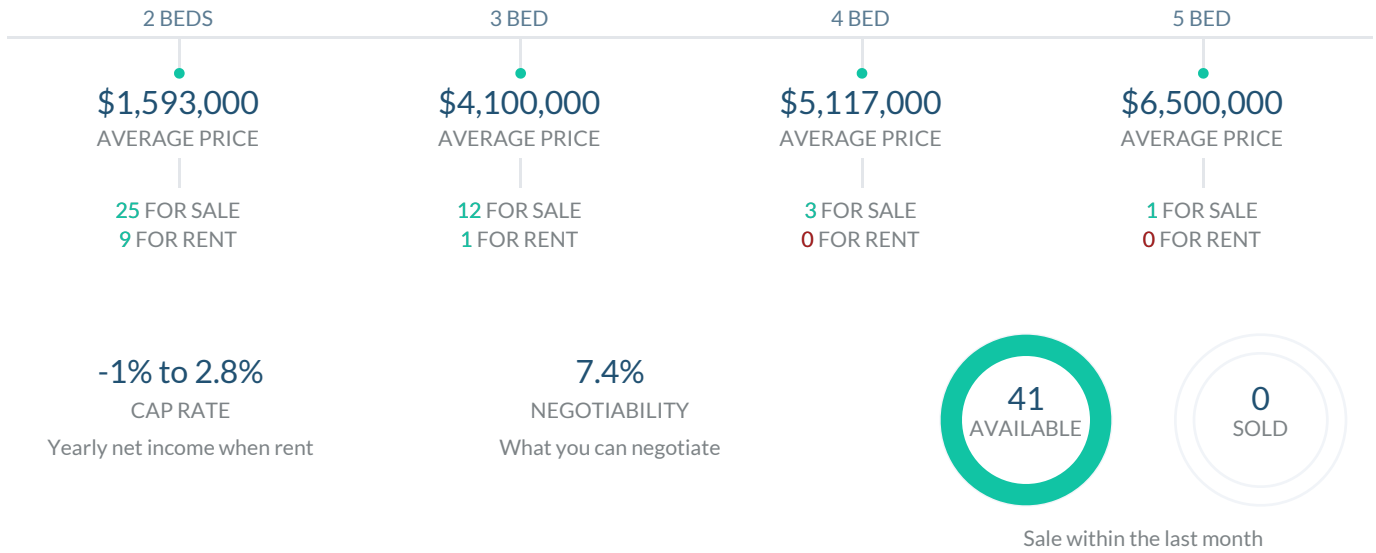 2 BEDS
3 BED
4 BED
5 BED
$1,593,000
$4,100,000
$5,117,000
$6,500,000
AVERAGE PRICE
AVERAGE PRICE
AVERAGE PRICE
AVERAGE PRICE
25 FOR SALE
12 FOR SALE
3 FOR SALE
1 FOR SALE
9 FOR RENT
1 FOR RENT
0 FOR RENT
0 FOR RENT
-1% to 2.8%
CAP RATE
Yearly net income when rent
7.4%
NEGOTIABILITY
What you can negotiate
41
AVAILABLE
0
SOLD
Sale within the last month